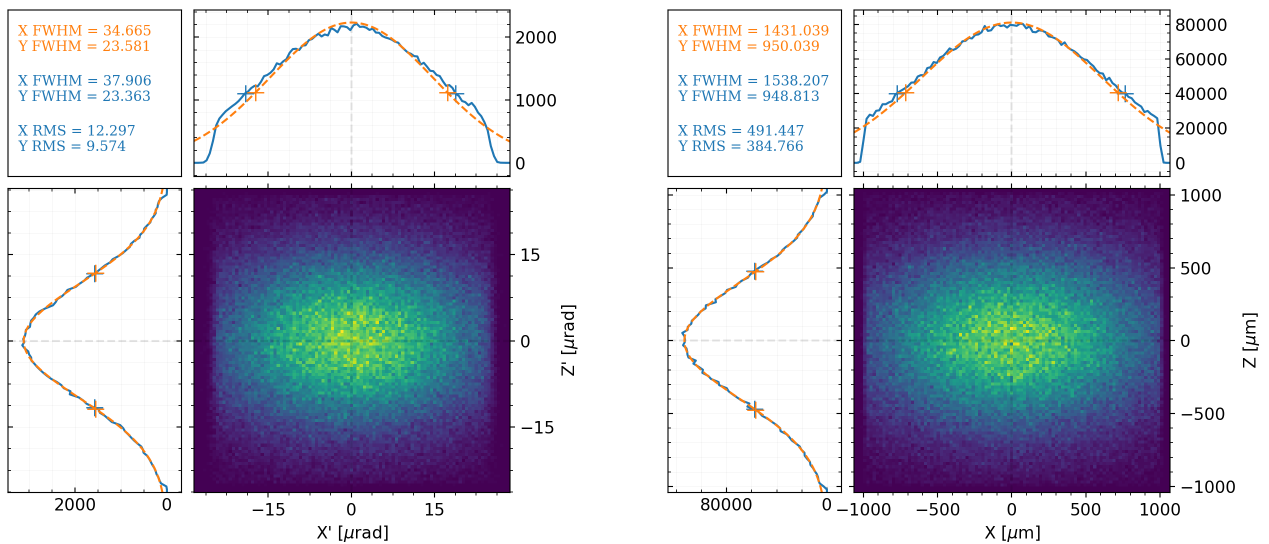 X FWHM = 34.665
Y FWHM = 23.581
X FWHM = 37.906
Y FWHM = 23.363
X RMS = 12.297
Y RMS = 9.574
2000
1000
0
15
0
−15
Z' [μrad]
2000
0
−15
0
15
X' [μrad]
X FWHM = 1431.039
Y FWHM = 950.039
X FWHM = 1538.207
Y FWHM = 948.813
X RMS = 491.447
Y RMS = 384.766
80000
60000
40000
20000
0
1000
500
0
−500
−1000
Z [μm]
80000
0
−1000
−500
0
500
1000
X [μm]